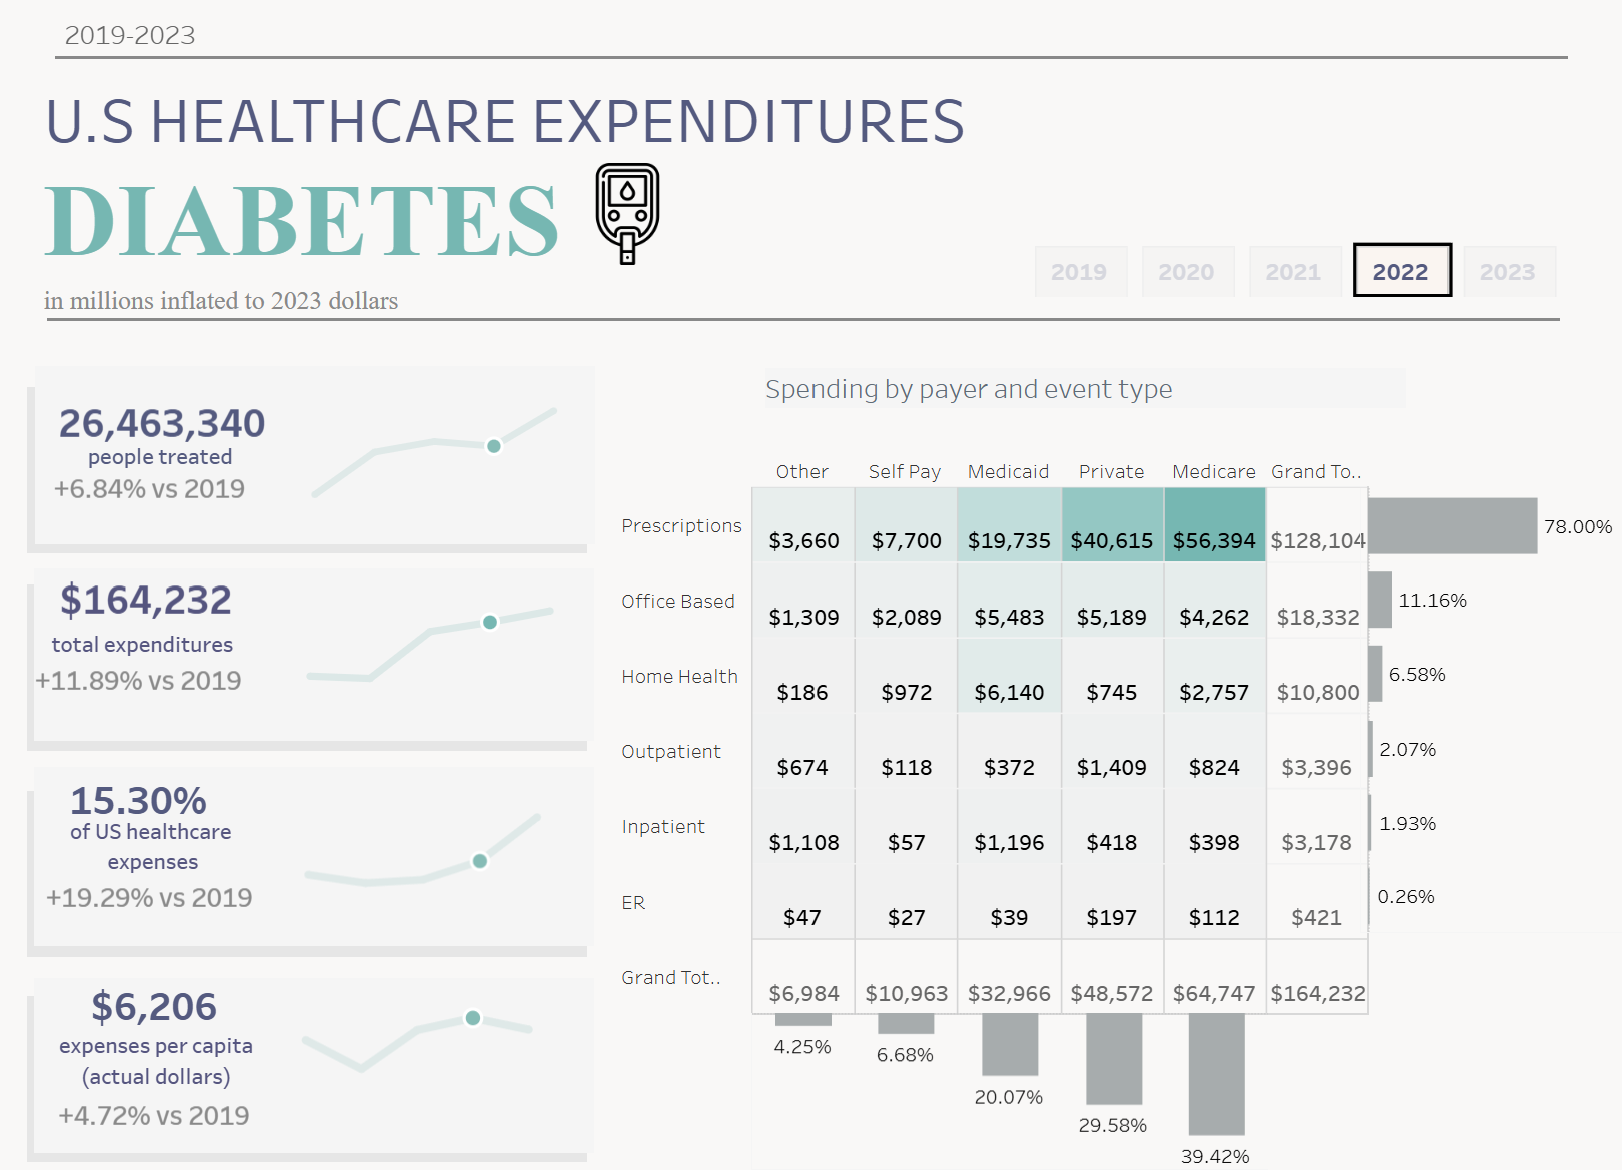 2019-2023
U.S HEALTHCARE EXPENDITURES
DIABETES
in millions inflated to 2023 dollars
2019 2020 2021 2022 2023
26,463,340
people treated
+6.84% vs 2019
$164,232
total expenditures
+11.89% vs 2019
15.30%
of US healthcare
expenses
+19.29% vs 2019
$6,206
expenses per capita
(actual dollars)
+4.72% vs 2019
Spending by payer and event type
Other Self Pay Medicaid Private Medicare Grand To..
Prescriptions $3,660 $7,700 $19,735 $40,615 $56,394 $128,104 78.00%
Office Based $1,309 $2,089 $5,483 $5,189 $4,262 $18,332 11.16%
Home Health $186 $972 $6,140 $745 $2,757 $10,800 6.58%
Outpatient $674 $118 $372 $1,409 $824 $3,396 2.07%
Inpatient $1,108 $57 $1,196 $418 $398 $3,178 1.93%
ER $47 $27 $39 $197 $112 $421 0.26%
Grand Tot.. $6,984 $10,963 $32,966 $48,572 $64,747 $164,232
4.25% 6.68% 20.07% 29.58% 39.42%